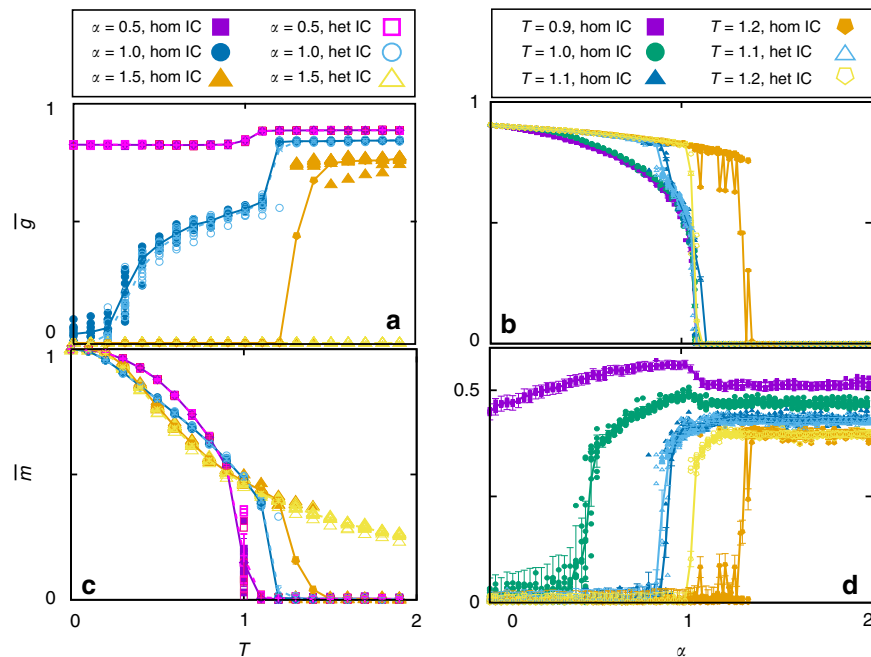 α = 0.5, hom IC
α = 0.5, het IC
α = 1.0, hom IC
α = 1.0, het IC
α = 1.5, hom IC
α = 1.5, het IC
T = 0.9, hom IC
T = 1.2, hom IC
T = 1.0, hom IC
T = 1.1, het IC
T = 1.1, hom IC
T = 1.2, het IC
1
g
0
a
1
g
0
b
1
m
0
c
0 1 2
T
0.5
m
0
d
0 1 2
α